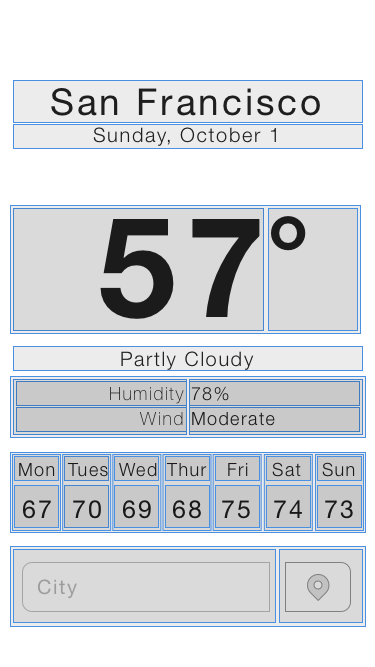 San Francisco
Sunday, October 1
57°
Partly Cloudy
Humidity 78%
Wind Moderate
Mon Tues Wed Thur Fri Sat Sun
67 70 69 68 75 74 73
City